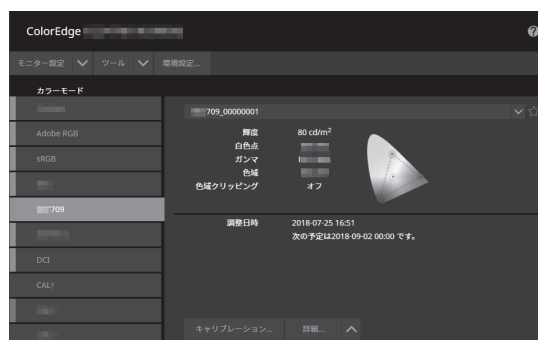 ColorEdge
モニター設定 ツール 環境設定...
カラーモード
709_00000001
Adobe RGB
sRGB
709
DCI
CAL
輝度 80 cd/m²
白色点
ガンマ
色域
色域クリッピング オフ
調整日時 2018-07-25 16:51
次の予定は2018-09-02 00:00 です。
キャリブレーション... 詳細...